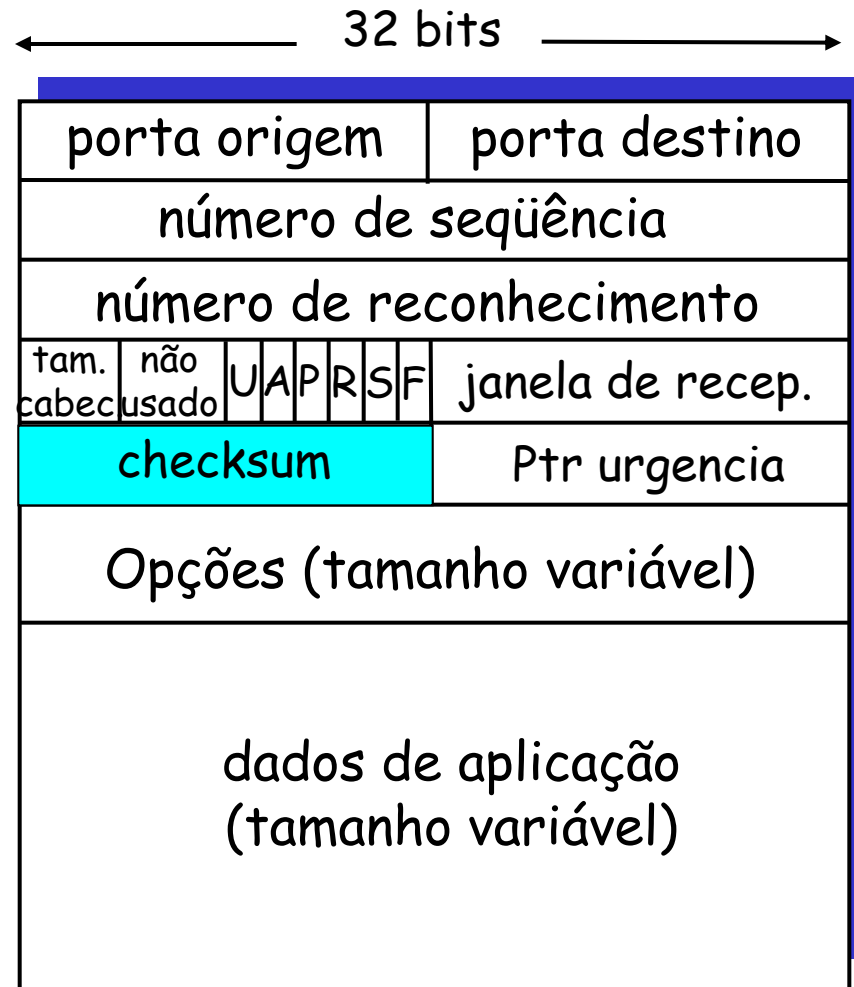 32 bits
porta origem
porta destino
número de seqüência
número de reconhecimento
tam.
cabec
não
usado
U
A
P
R
S
F
janela de recep.
checksum
Ptr urgencia
Opções (tamanho variável)
dados de aplicação
(tamanho variável)